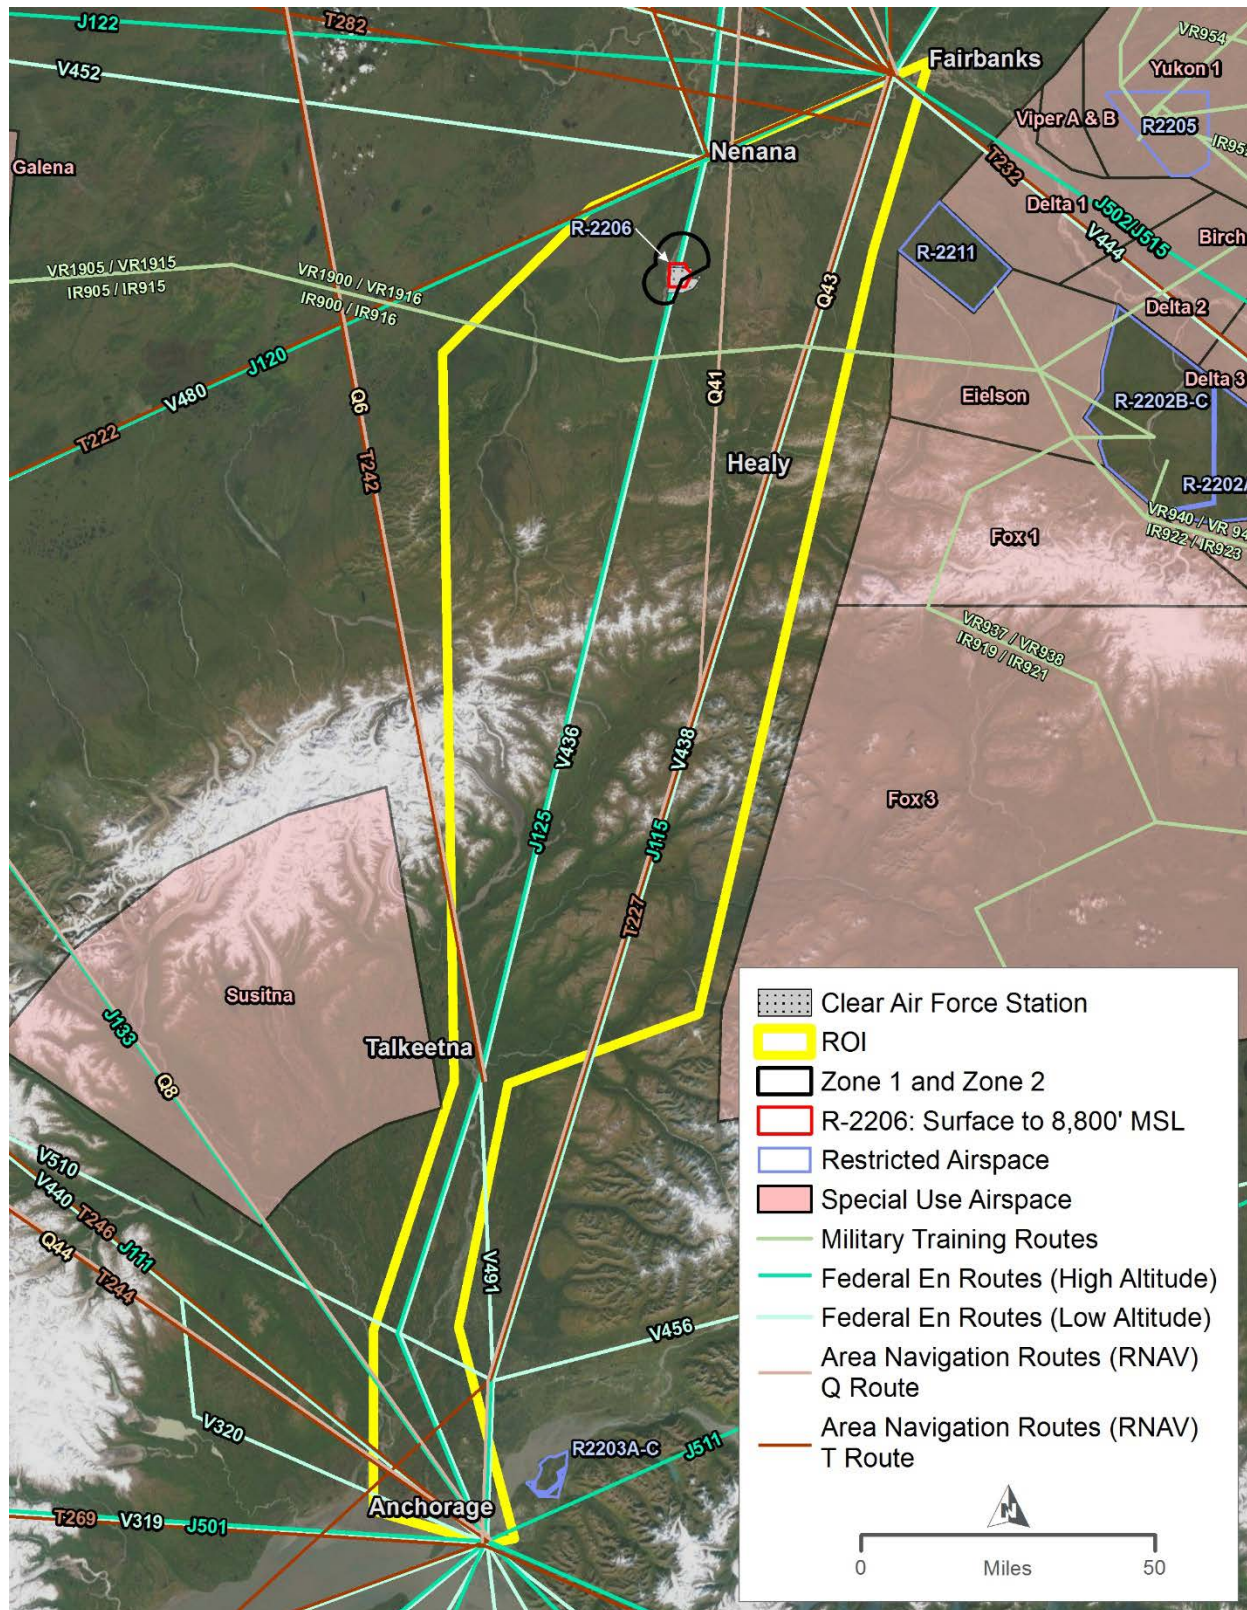 J122
T282
Fairbanks
VR954
Yukon 1
V452
Viper A & B
R2205
Nenana
Galena
T232
Delta 1
J502/J515
R-2206
V444
Birch
R-2211
VR1905 / VR1915
IR905 / IR915
VR1900 / VR1916
IR900 / IR916
Q43
Delta 2
J120
V480
T222
Q6
T242
Q41
Eielson
Delta 3
R-2202B-C
Healy
R-2202A
VR940 / VR 94
IR922 / IR923
Fox 1
VR937 / VR938
IR919 / IR921
V436
V438
J125
J115
Fox 3
T227
Susitna
J133
Q8
Talkeetna
V510
V440
T246
J111
Q44
T244
V491
V456
V320
R2203A-C
J511
Anchorage
T269
V319
J501
Clear Air Force Station
ROI
Zone 1 and Zone 2
R-2206: Surface to 8,800' MSL
Restricted Airspace
Special Use Airspace
Military Training Routes
Federal En Routes (High Altitude)
Federal En Routes (Low Altitude)
Area Navigation Routes (RNAV)
Q Route
Area Navigation Routes (RNAV)
T Route
N
0
Miles
50